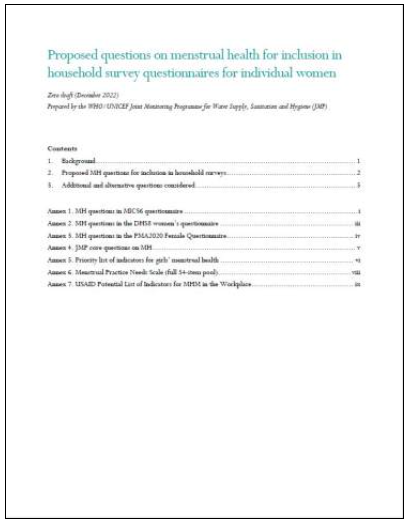 Proposed questions on menstrual health for inclusion in
household survey questionnaires for individual women
Zero draft (December 2022)
Prepared by the WHO/UNICEF Joint Monitoring Programme for Water Supply, Sanitation and Hygiene (JMP)
Contents
1. Background 1
2. Proposed MH questions for inclusion in household surveys 2
3. Additional and alternative questions considered 3
Annex 1. MH questions in MICS6 questionnaire i
Annex 2. MH questions in the DHS8 women's questionnaire iii
Annex 3. MH questions in the PMA2020 Female Questionnaire iv
Annex 4. JMP core questions on MH v
Annex 5. Priority list of indicators for girls' menstrual health vi
Annex 6. Menstrual Practice Needs Scale (full 54-item pool) viii
Annex 7. USAID Potential List of Indicators for MHM in the Workplace